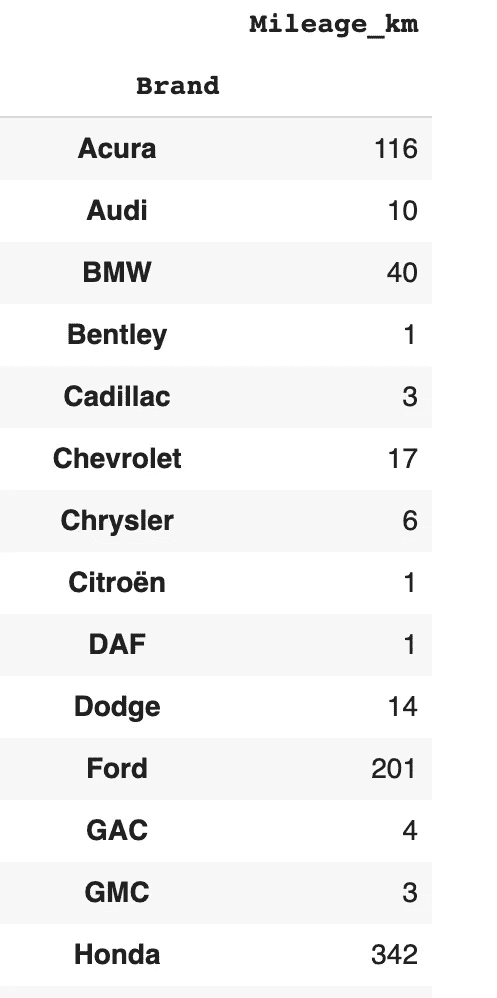 Mileage_km
Brand
Acura 116
Audi 10
BMW 40
Bentley 1
Cadillac 3
Chevrolet 17
Chrysler 6
Citroën 1
DAF 1
Dodge 14
Ford 201
GAC 4
GMC 3
Honda 342